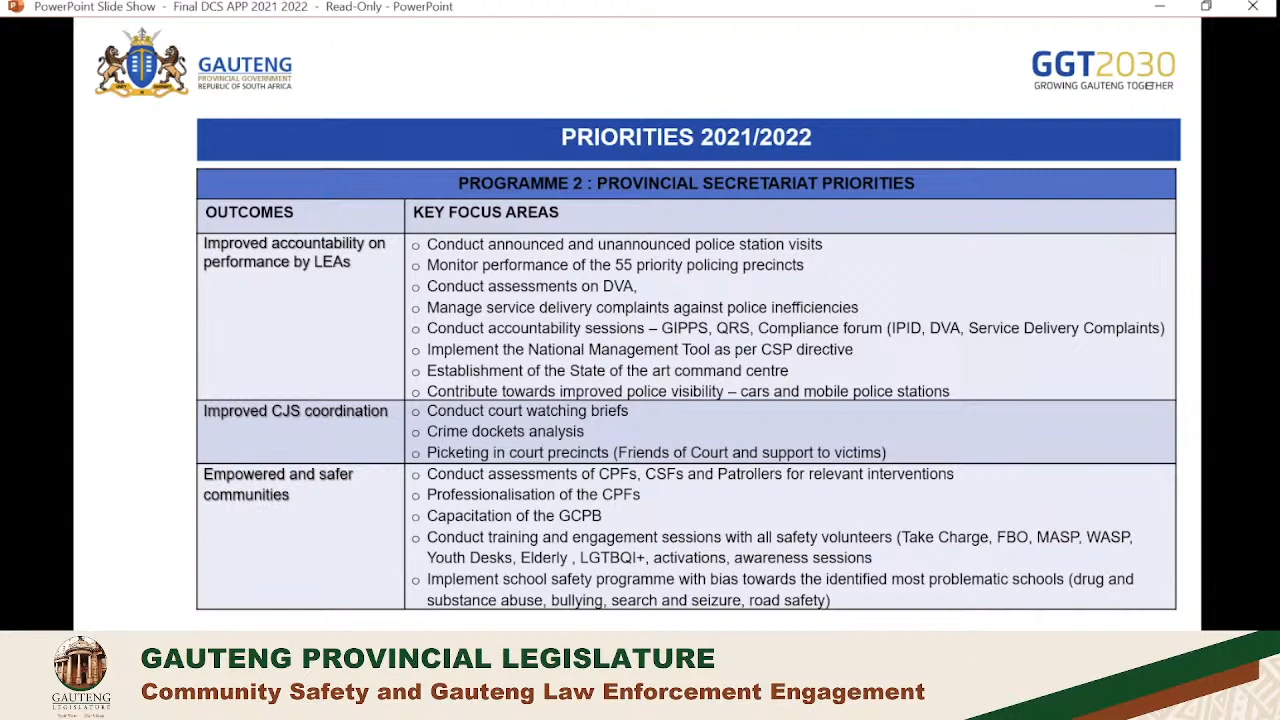 PowerPoint Slide Show - Final DCS APP 2021 2022 - Read-Only - PowerPoint
GAUTENG
PROVINCIAL GOVERNMENT
REPUBLIC OF SOUTH AFRICA
GGT2030
GROWING GAUTENG TOGETHER
PRIORITIES 2021/2022
PROGRAMME 2 : PROVINCIAL SECRETARIAT PRIORITIES
OUTCOMES
KEY FOCUS AREAS
Improved accountability on
performance by LEAs
o Conduct announced and unannounced police station visits
o Monitor performance of the 55 priority policing precincts
o Conduct assessments on DVA,
o Manage service delivery complaints against police inefficiencies
o Conduct accountability sessions – GIPPS, QRS, Compliance forum (IPID, DVA, Service Delivery Complaints)
o Implement the National Management Tool as per CSP directive
o Establishment of the State of the art command centre
o Contribute towards improved police visibility – cars and mobile police stations
Improved CJS coordination
o Conduct court watching briefs
o Crime dockets analysis
o Picketing in court precincts (Friends of Court and support to victims)
Empowered and safer
communities
o Conduct assessments of CPFs, CSFs and Patrollers for relevant interventions
o Professionalisation of the CPFs
o Capacitation of the GCPB
o Conduct training and engagement sessions with all safety volunteers (Take Charge, FBO, MASP, WASP,
Youth Desks, Elderly , LGTBQI+, activations, awareness sessions
o Implement school safety programme with bias towards the identified most problematic schools (drug and
substance abuse, bullying, search and seizure, road safety)
GAUTENG
LEGISLATURE
GAUTENG PROVINCIAL LEGISLATURE
Community Safety and Gauteng Law Enforcement Engagement